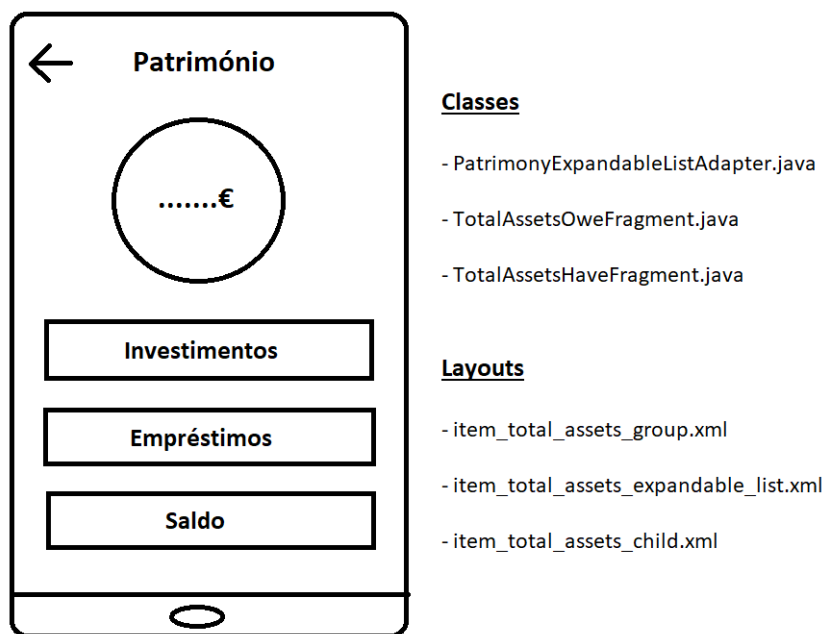 Património
.......€
Investimentos
Empréstimos
Saldo
Classes
- PatrimonyExpandableListAdapter.java
- TotalAssetsOweFragment.java
- TotalAssetsHaveFragment.java
Layouts
- item_total_assets_group.xml
- item_total_assets_expandable_list.xml
- item_total_assets_child.xml